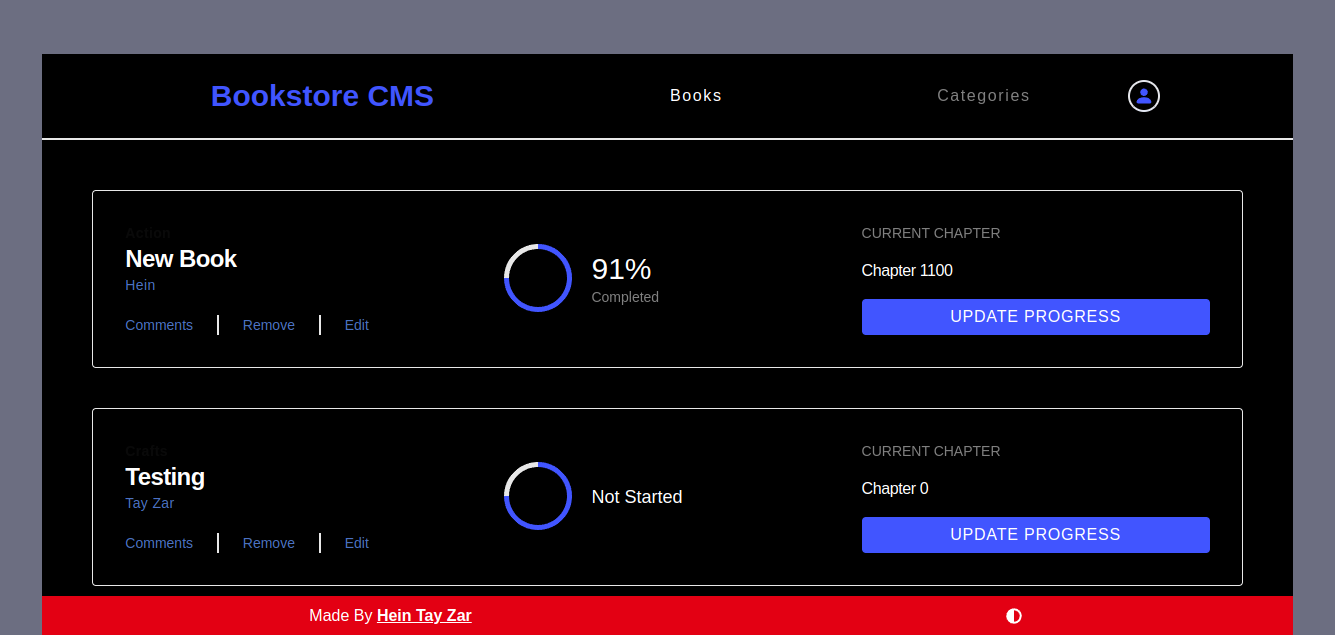 Bookstore CMS Books Categories
Action
New Book
Hein
Comments Remove Edit
91%
Completed
CURRENT CHAPTER
Chapter 1100
UPDATE PROGRESS
Crafts
Testing
Tay Zar
Comments Remove Edit
Not Started
CURRENT CHAPTER
Chapter 0
UPDATE PROGRESS
Made By Hein Tay Zar